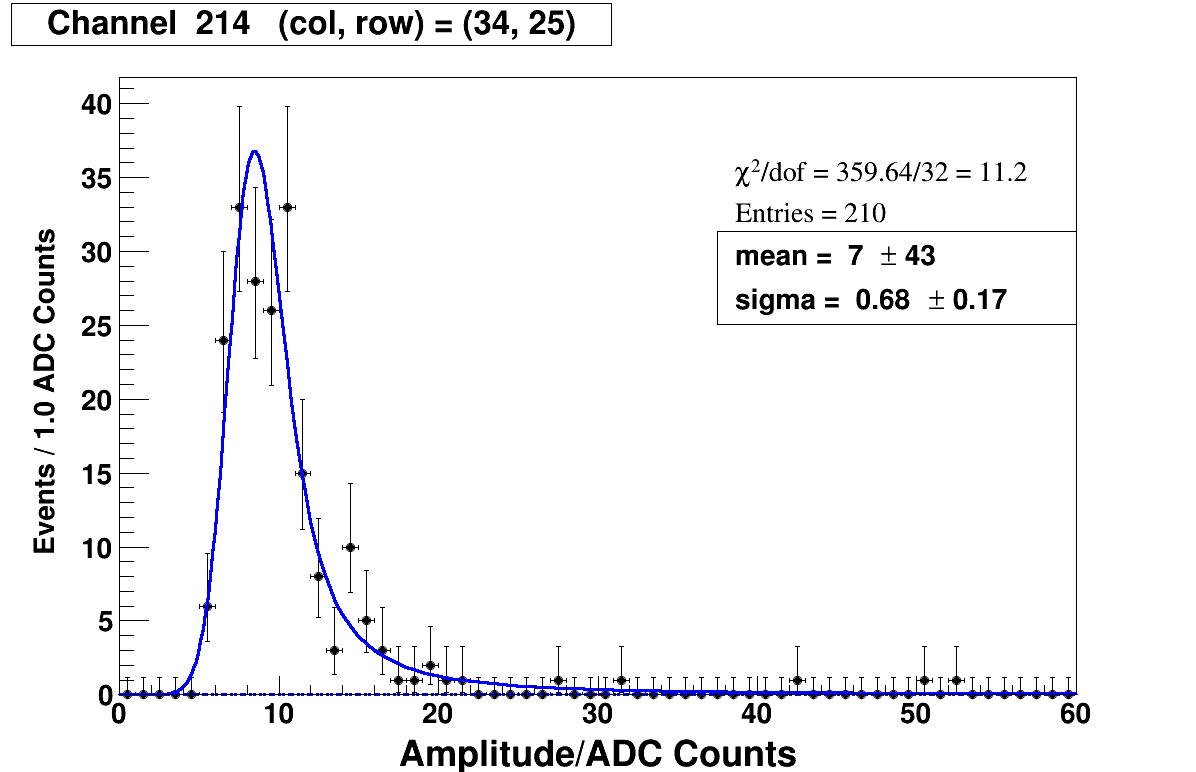 Channel 214 (col, row) = (34, 25)
Events / 1.0 ADC Counts
40
35
30
25
20
15
10
5
0
χ²/dof = 359.64/32 = 11.2
Entries = 210
mean = 7 ± 43
sigma = 0.68 ± 0.17
0 10 20 30 40 50 60
Amplitude/ADC Counts